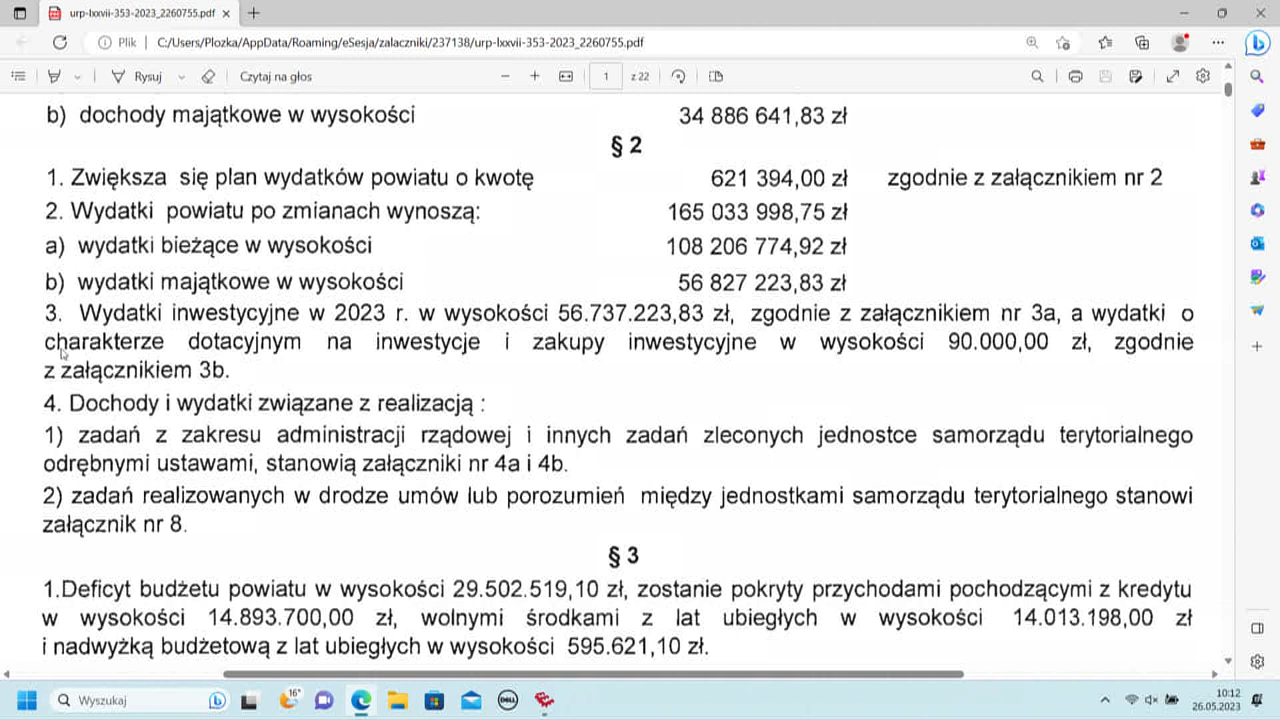 urp-lxxvii-353-2023_2260755.pdf
Plik | C:/Users/Plozka/AppData/Roaming/eSesja/zalaczniki/237138/urp-lxxvii-353-2023_2260755.pdf
Rysuj Czytaj na głos 1 z 22
b) dochody majątkowe w wysokości 34 886 641,83 zł
§ 2
1. Zwiększa się plan wydatków powiatu o kwotę 621 394,00 zł zgodnie z załącznikiem nr 2
2. Wydatki powiatu po zmianach wynoszą: 165 033 998,75 zł
a) wydatki bieżące w wysokości 108 206 774,92 zł
b) wydatki majątkowe w wysokości 56 827 223,83 zł
3. Wydatki inwestycyjne w 2023 r. w wysokości 56.737.223,83 zł, zgodnie z załącznikiem nr 3a, a wydatki o
charakterze dotacyjnym na inwestycje i zakupy inwestycyjne w wysokości 90.000,00 zł, zgodnie
z załącznikiem 3b.
4. Dochody i wydatki związane z realizacją :
1) zadań z zakresu administracji rządowej i innych zadań zleconych jednostce samorządu terytorialnego
odrębnymi ustawami, stanowią załączniki nr 4a i 4b.
2) zadań realizowanych w drodze umów lub porozumień między jednostkami samorządu terytorialnego stanowi
załącznik nr 8.
§ 3
1.Deficyt budżetu powiatu w wysokości 29.502.519,10 zł, zostanie pokryty przychodami pochodzącymi z kredytu
w wysokości 14.893.700,00 zł, wolnymi środkami z lat ubiegłych w wysokości 14.013.198,00 zł
i nadwyżką budżetową z lat ubiegłych w wysokości 595.621,10 zł.
Wyszukaj 16° DELL 10:12
26.05.2023